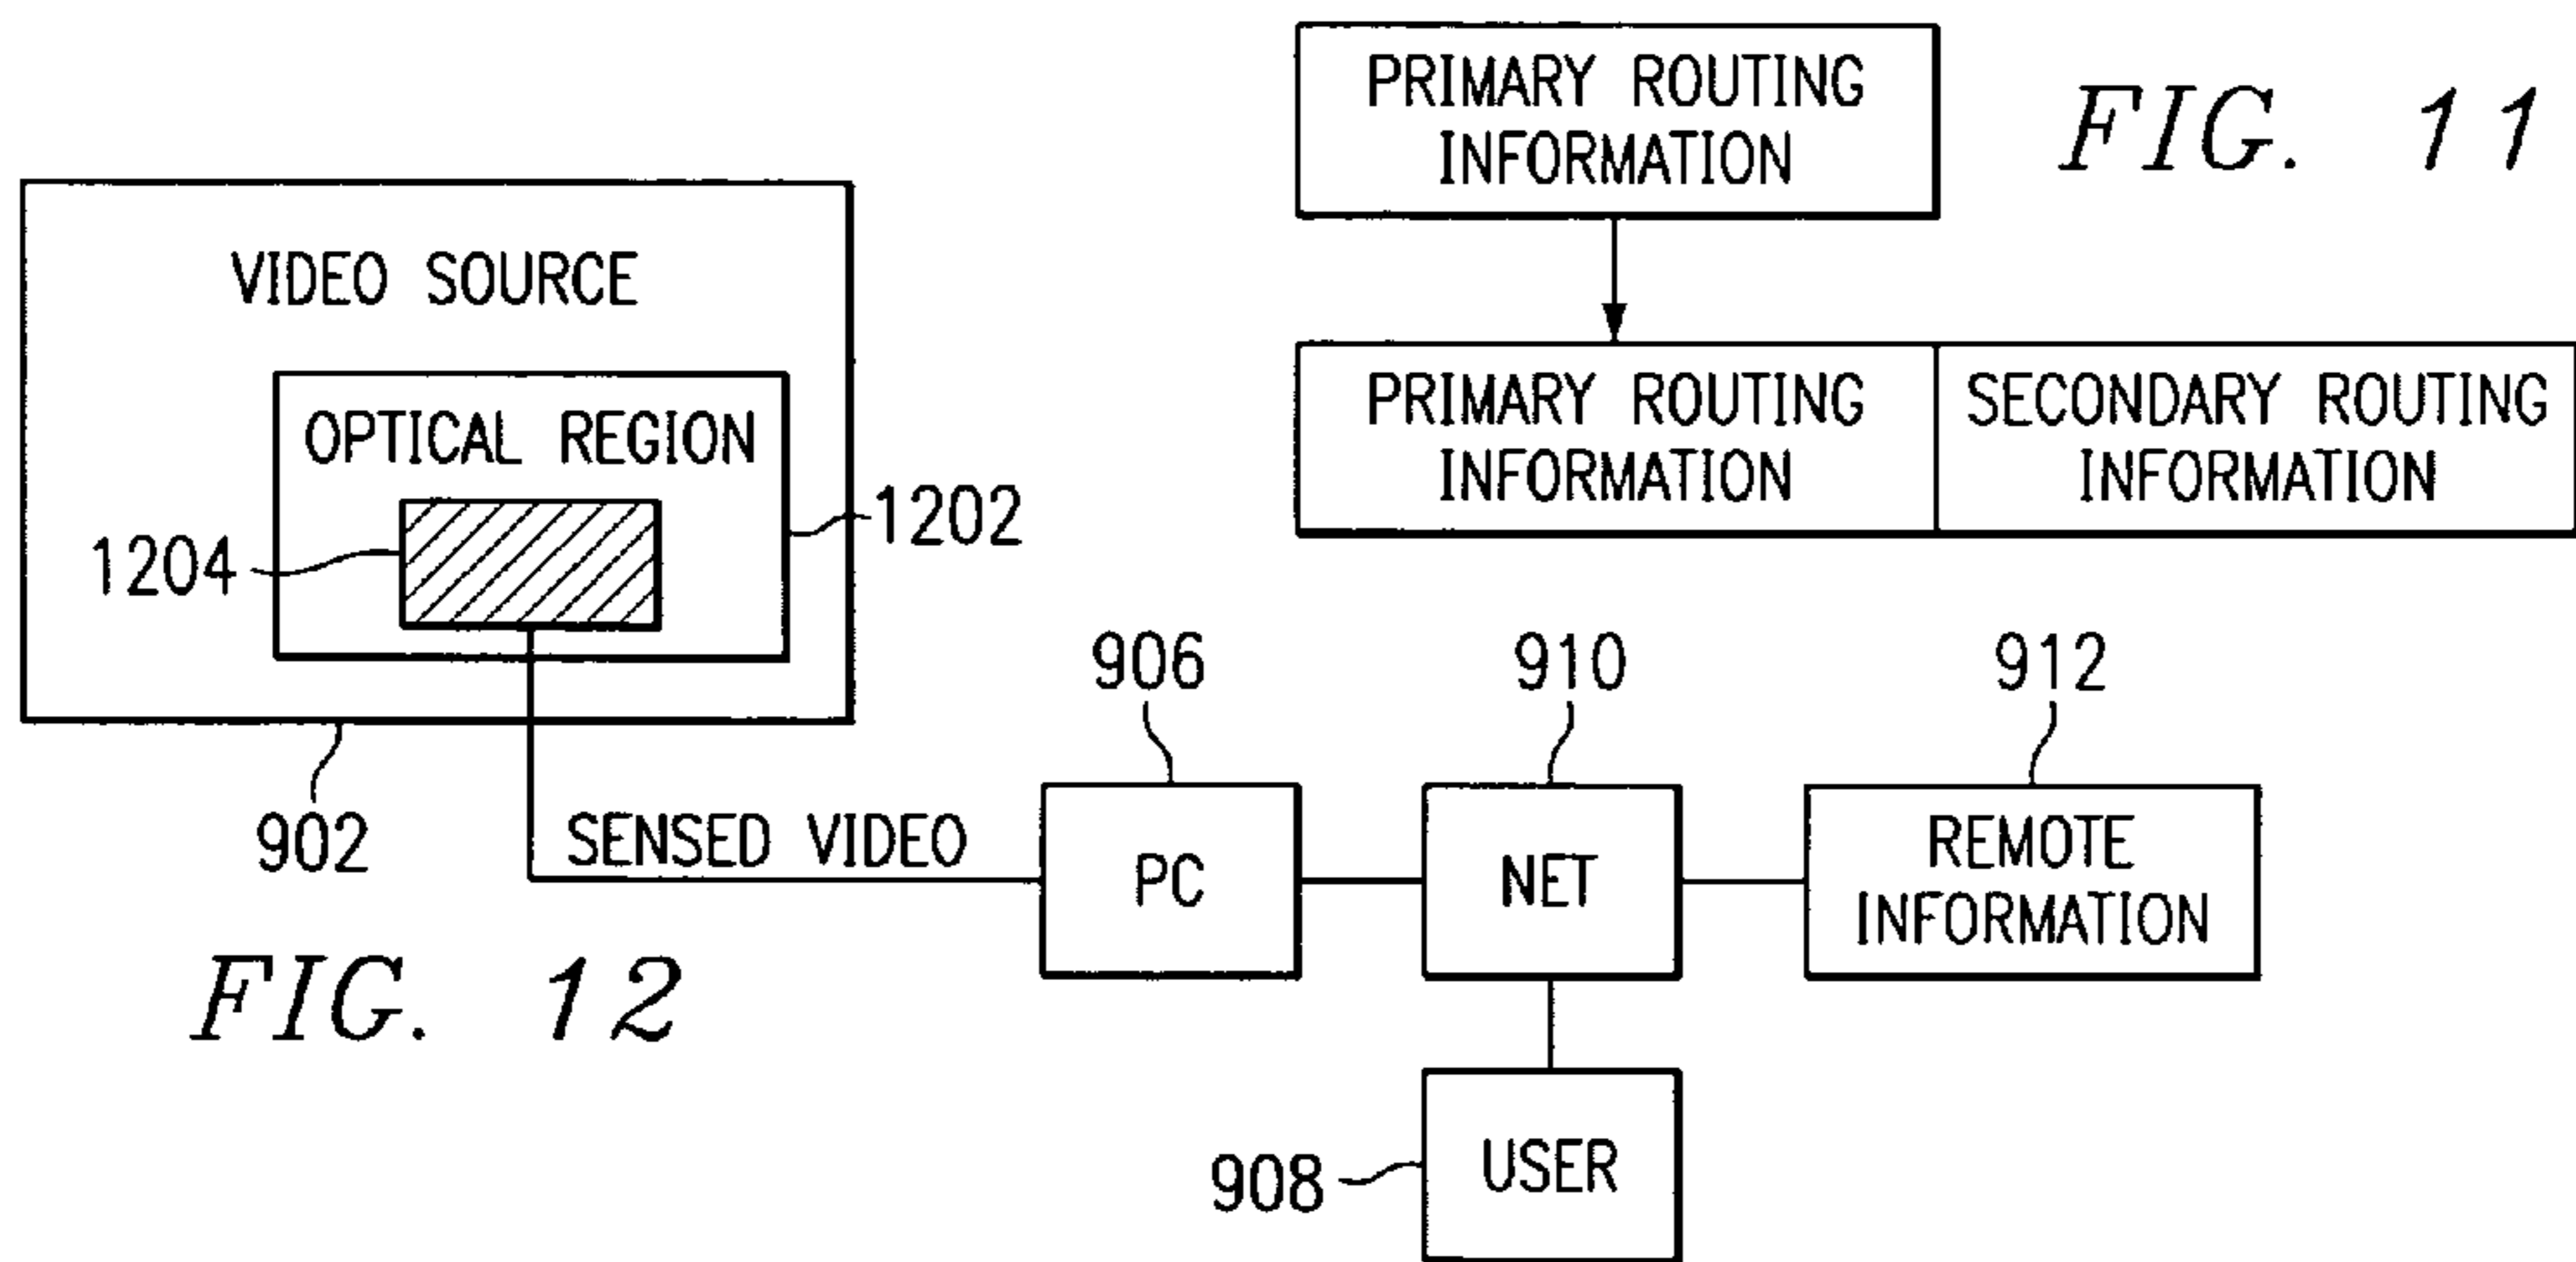 PRIMARY ROUTING
INFORMATION
FIG. 11
PRIMARY ROUTING
INFORMATION
SECONDARY ROUTING
INFORMATION
VIDEO SOURCE
OPTICAL REGION
1202
1204
902
SENSED VIDEO
906
PC
910
NET
912
REMOTE
INFORMATION
908
USER
FIG. 12